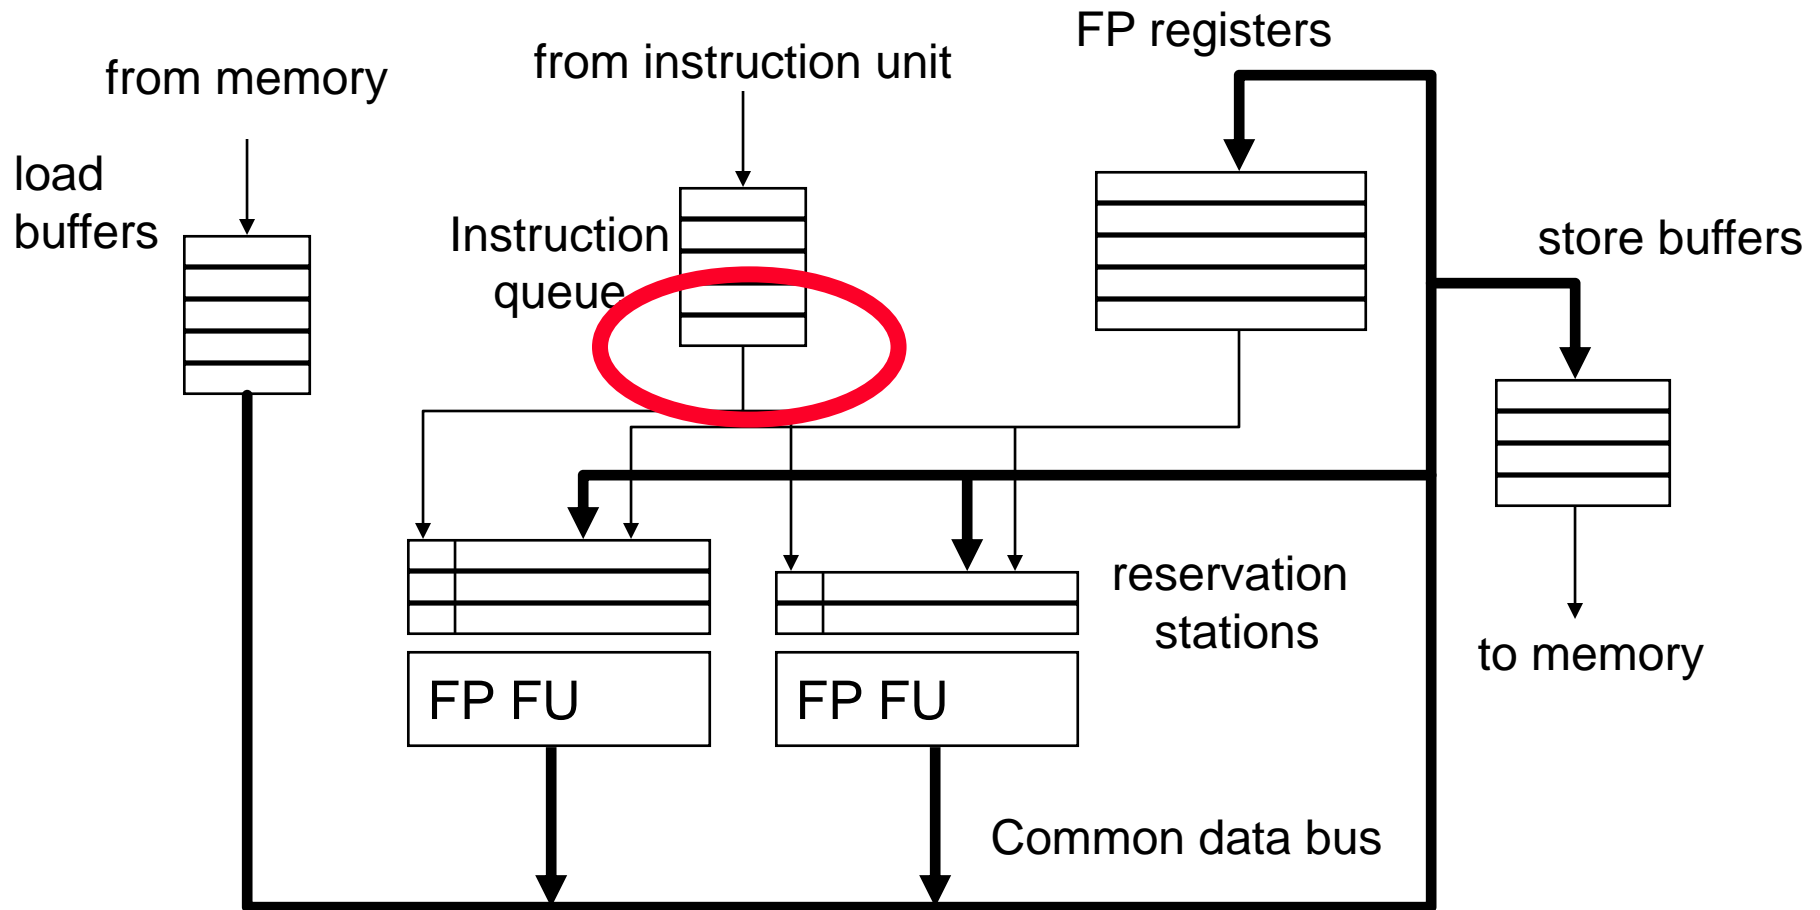 FP registers
from instruction unit
from memory
load
buffers
Instruction
queue
store buffers
reservation
stations
to memory
FP FU
FP FU
Common data bus